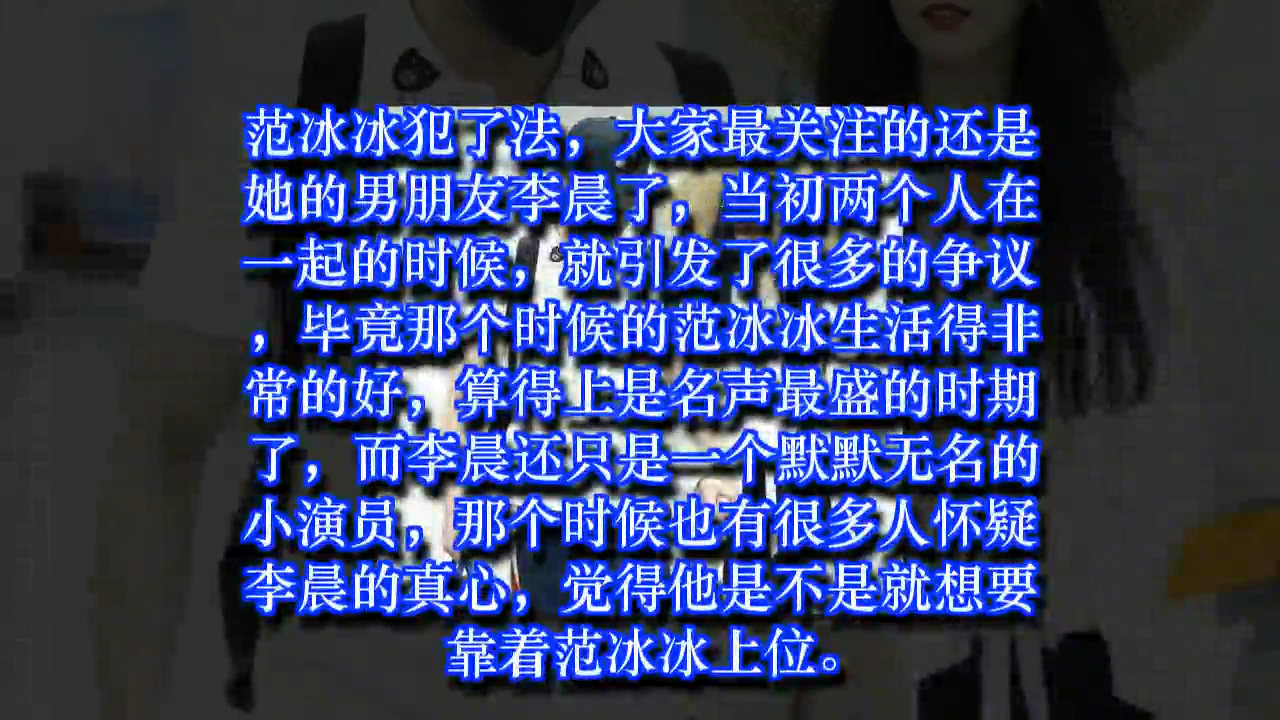 范冰冰犯了法，大家最关注的还是
她的男朋友李晨了，当初两个人在
一起的时候，就引发了很多的争议
，毕竟那个时候的范冰冰生活得非
常的好，算得上是名声最盛的时期
了，而李晨还只是一个默默无名的
小演员，那个时候也有很多人怀疑
李晨的真心，觉得他是不是就想要
靠着范冰冰上位。